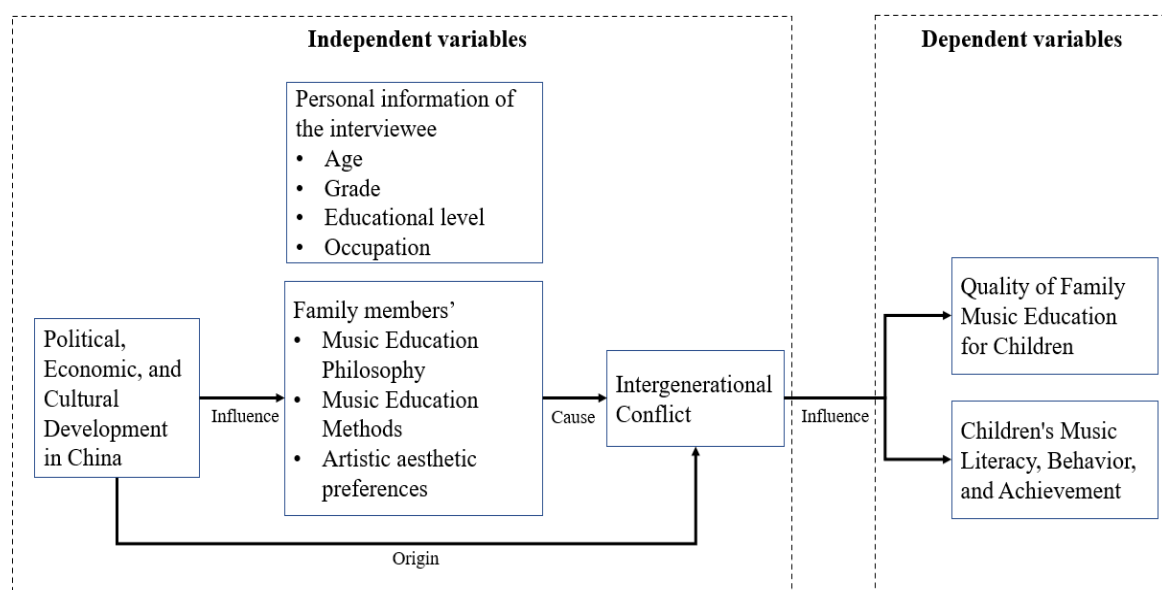 Independent variables
Personal information of
the interviewee
• Age
• Grade
• Educational level
• Occupation
Political,
Economic, and
Cultural
Development
in China
Influence
Family members’
• Music Education
Philosophy
• Music Education
Methods
• Artistic aesthetic
preferences
Cause
Intergenerational
Conflict
Origin
Influence
Dependent variables
Quality of Family
Music Education
for Children
Children's Music
Literacy, Behavior,
and Achievement